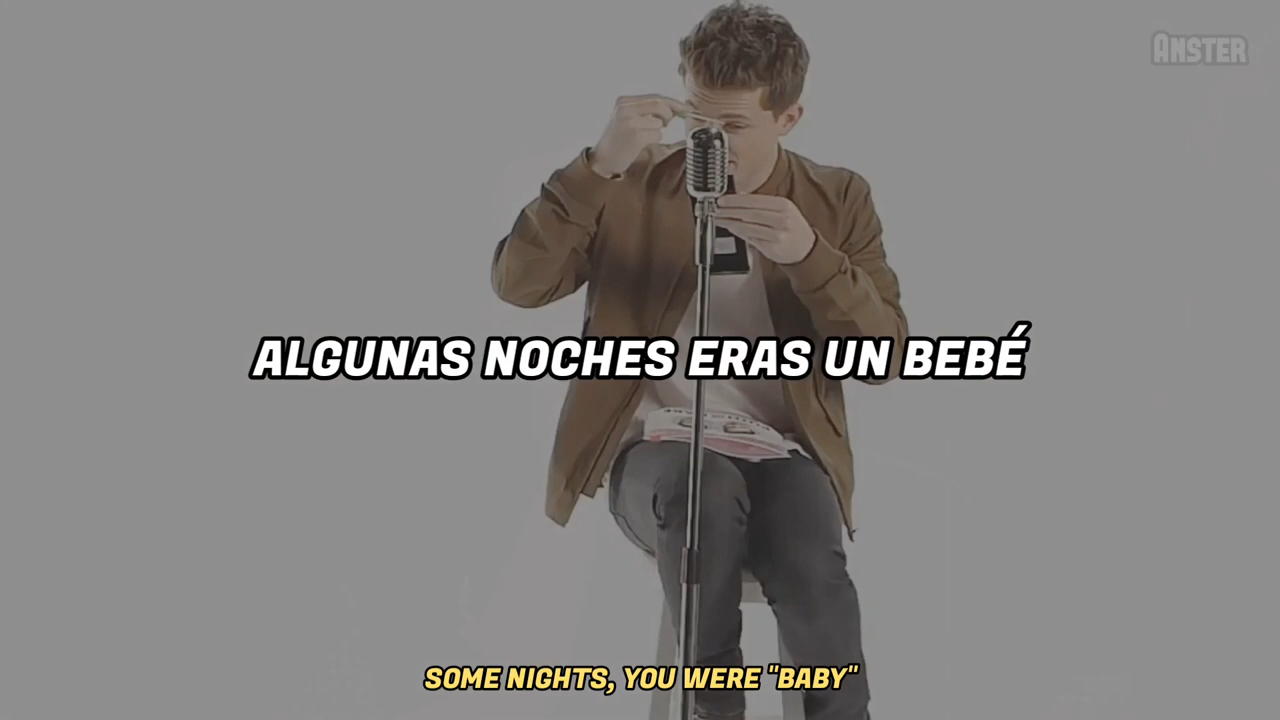 ANSTER
ALGUNAS NOCHES ERAS UN BEBÉ
SOME NIGHTS, YOU WERE "BABY"